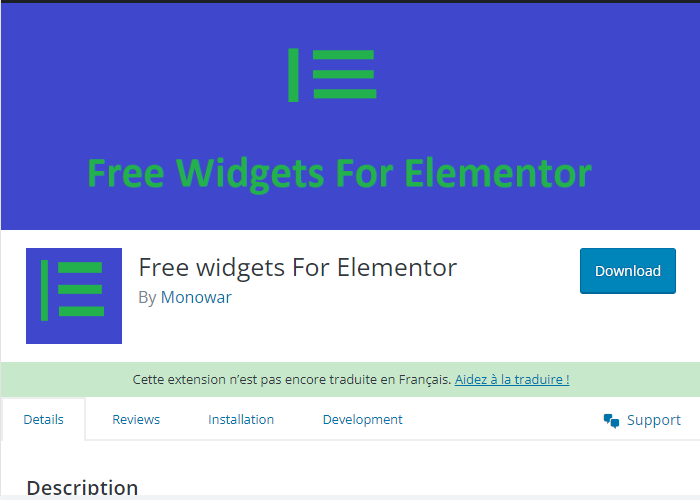 Free Widgets For Elementor
Free widgets For Elementor
Download
By Monowar
Cette extension n’est pas encore traduite en Français. Aidez à la traduire !
Details Reviews Installation Development Support
Description